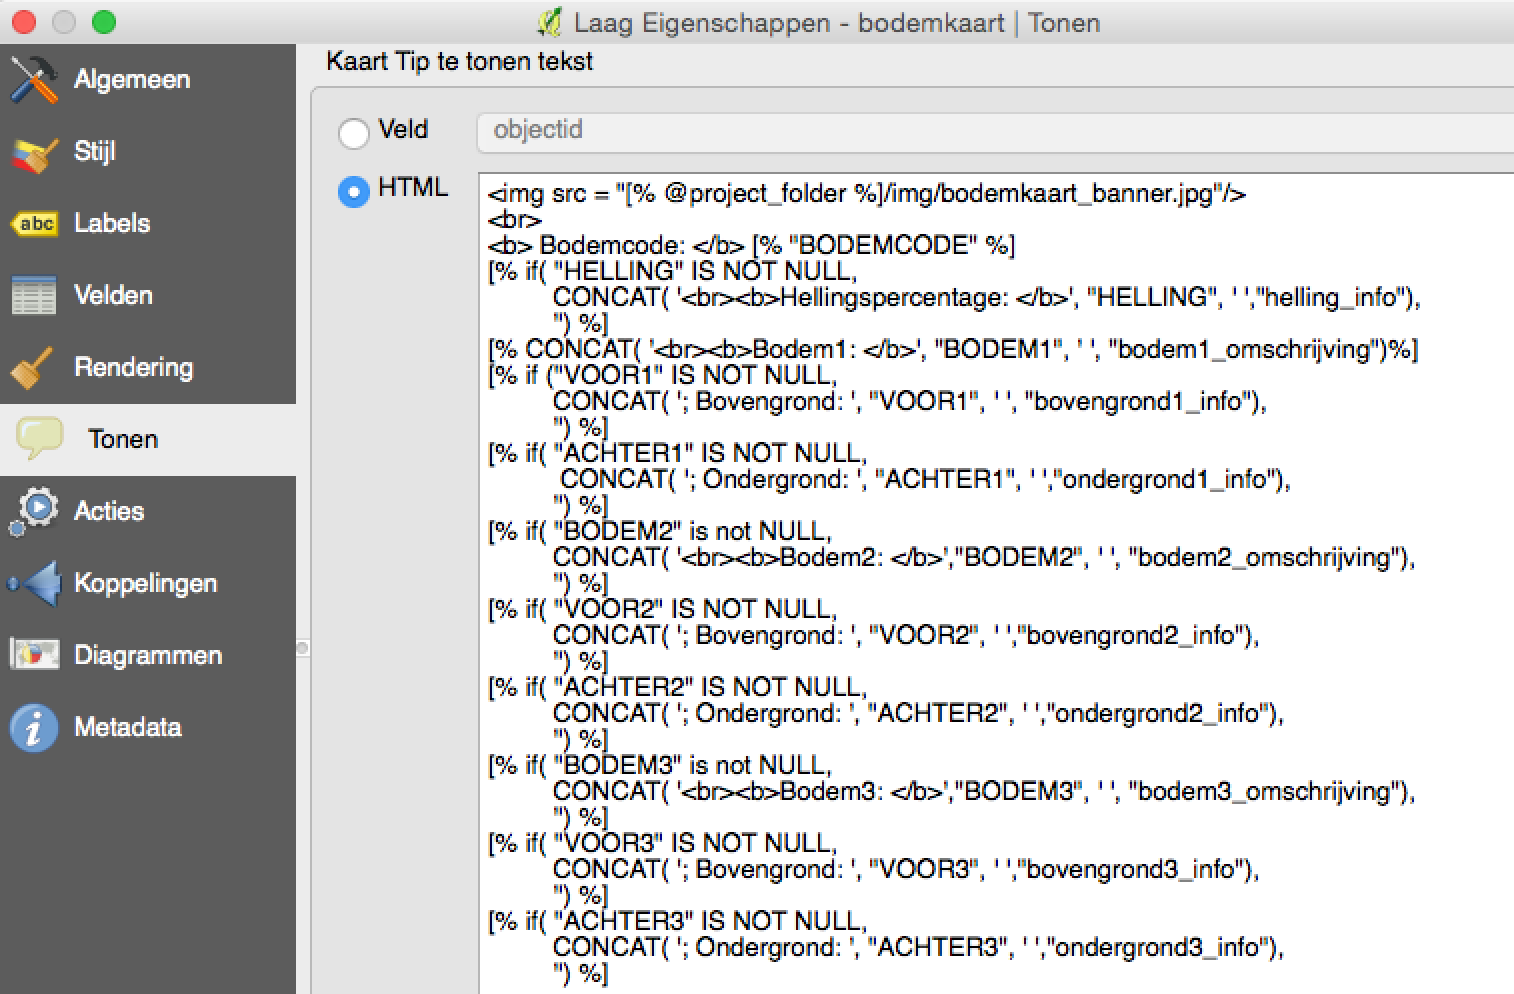 Laag Eigenschappen - bodemkaart | Tonen
Algemeen
Stijl
abc Labels
Velden
Rendering
Tonen
Acties
Koppelingen
Diagrammen
i Metadata
Kaart Tip te tonen tekst
Veld
objectid
HTML
<img src = "[% @project_folder %]/img/bodemkaart_banner.jpg"/>
<br>
<b> Bodemcode: </b> [% "BODEMCODE" %]
[% if( "HELLING" IS NOT NULL,
CONCAT( '<br><b>Hellingspercentage: </b>', "HELLING", ' ',"helling_info"),
'') %]
[% CONCAT( '<br><b>Bodem1: </b>', "BODEM1", ' ', "bodem1_omschrijving")%]
[% if ("VOOR1" IS NOT NULL,
CONCAT( '; Bovengrond: ', "VOOR1", ' ', "bovengrond1_info"),
'') %]
[% if( "ACHTER1" IS NOT NULL,
CONCAT( '; Ondergrond: ', "ACHTER1", ' ',"ondergrond1_info"),
'') %]
[% if( "BODEM2" is not NULL,
CONCAT( '<br><b>Bodem2: </b>',"BODEM2", ' ', "bodem2_omschrijving"),
'') %]
[% if( "VOOR2" IS NOT NULL,
CONCAT( '; Bovengrond: ', "VOOR2", ' ',"bovengrond2_info"),
'') %]
[% if( "ACHTER2" IS NOT NULL,
CONCAT( '; Ondergrond: ', "ACHTER2", ' ',"ondergrond2_info"),
'') %]
[% if( "BODEM3" is not NULL,
CONCAT( '<br><b>Bodem3: </b>',"BODEM3", ' ', "bodem3_omschrijving"),
'') %]
[% if( "VOOR3" IS NOT NULL,
CONCAT( '; Bovengrond: ', "VOOR3", ' ',"bovengrond3_info"),
'') %]
[% if( "ACHTER3" IS NOT NULL,
CONCAT( '; Ondergrond: ', "ACHTER3", ' ',"ondergrond3_info"),
'') %]